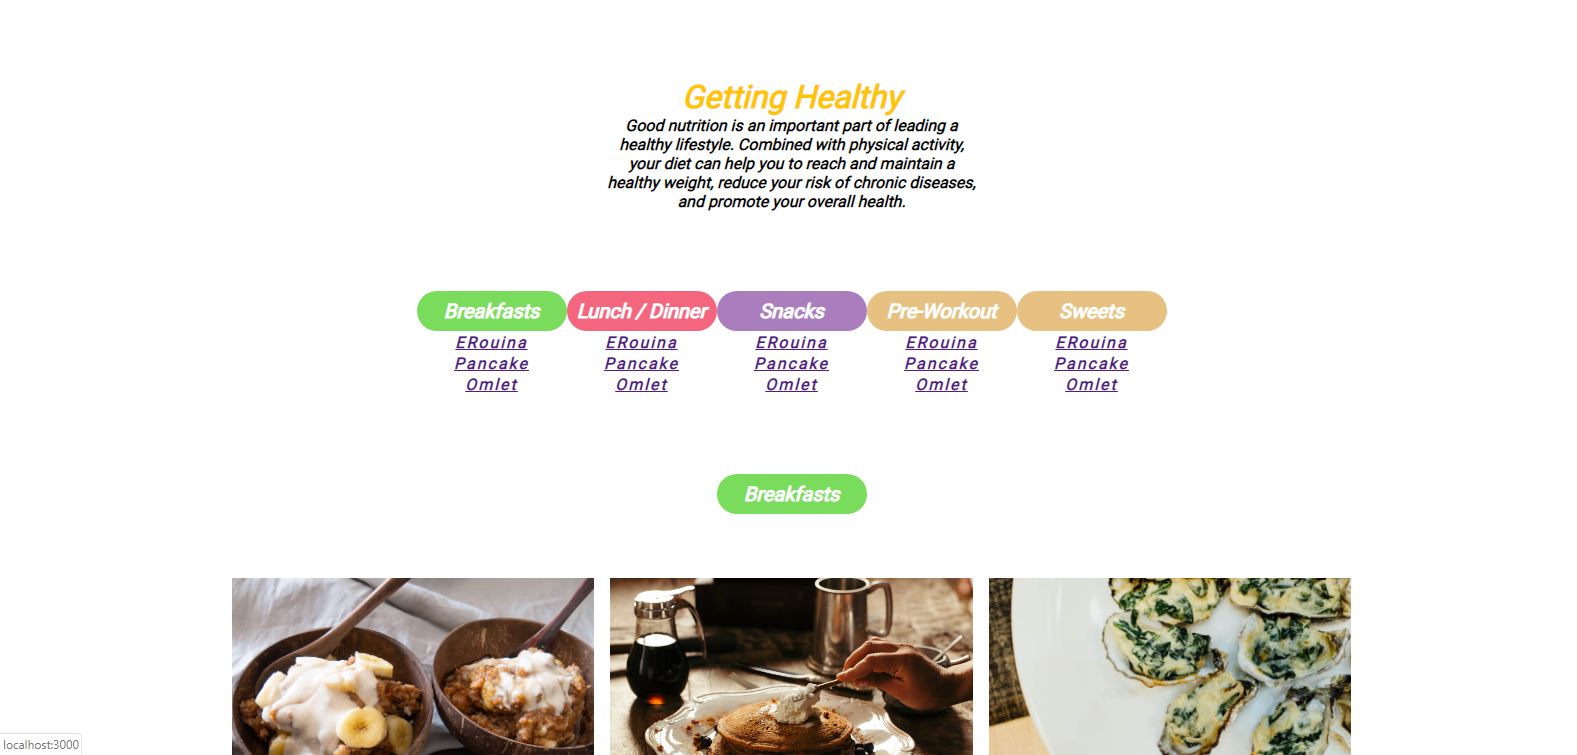 Getting Healthy
Good nutrition is an important part of leading a
healthy lifestyle. Combined with physical activity,
your diet can help you to reach and maintain a
healthy weight, reduce your risk of chronic diseases,
and promote your overall health.
Breakfasts Lunch / Dinner Snacks Pre-Workout Sweets
ERouina ERouina ERouina ERouina ERouina
Pancake Pancake Pancake Pancake Pancake
Omlet Omlet Omlet Omlet Omlet
Breakfasts
localhost:3000